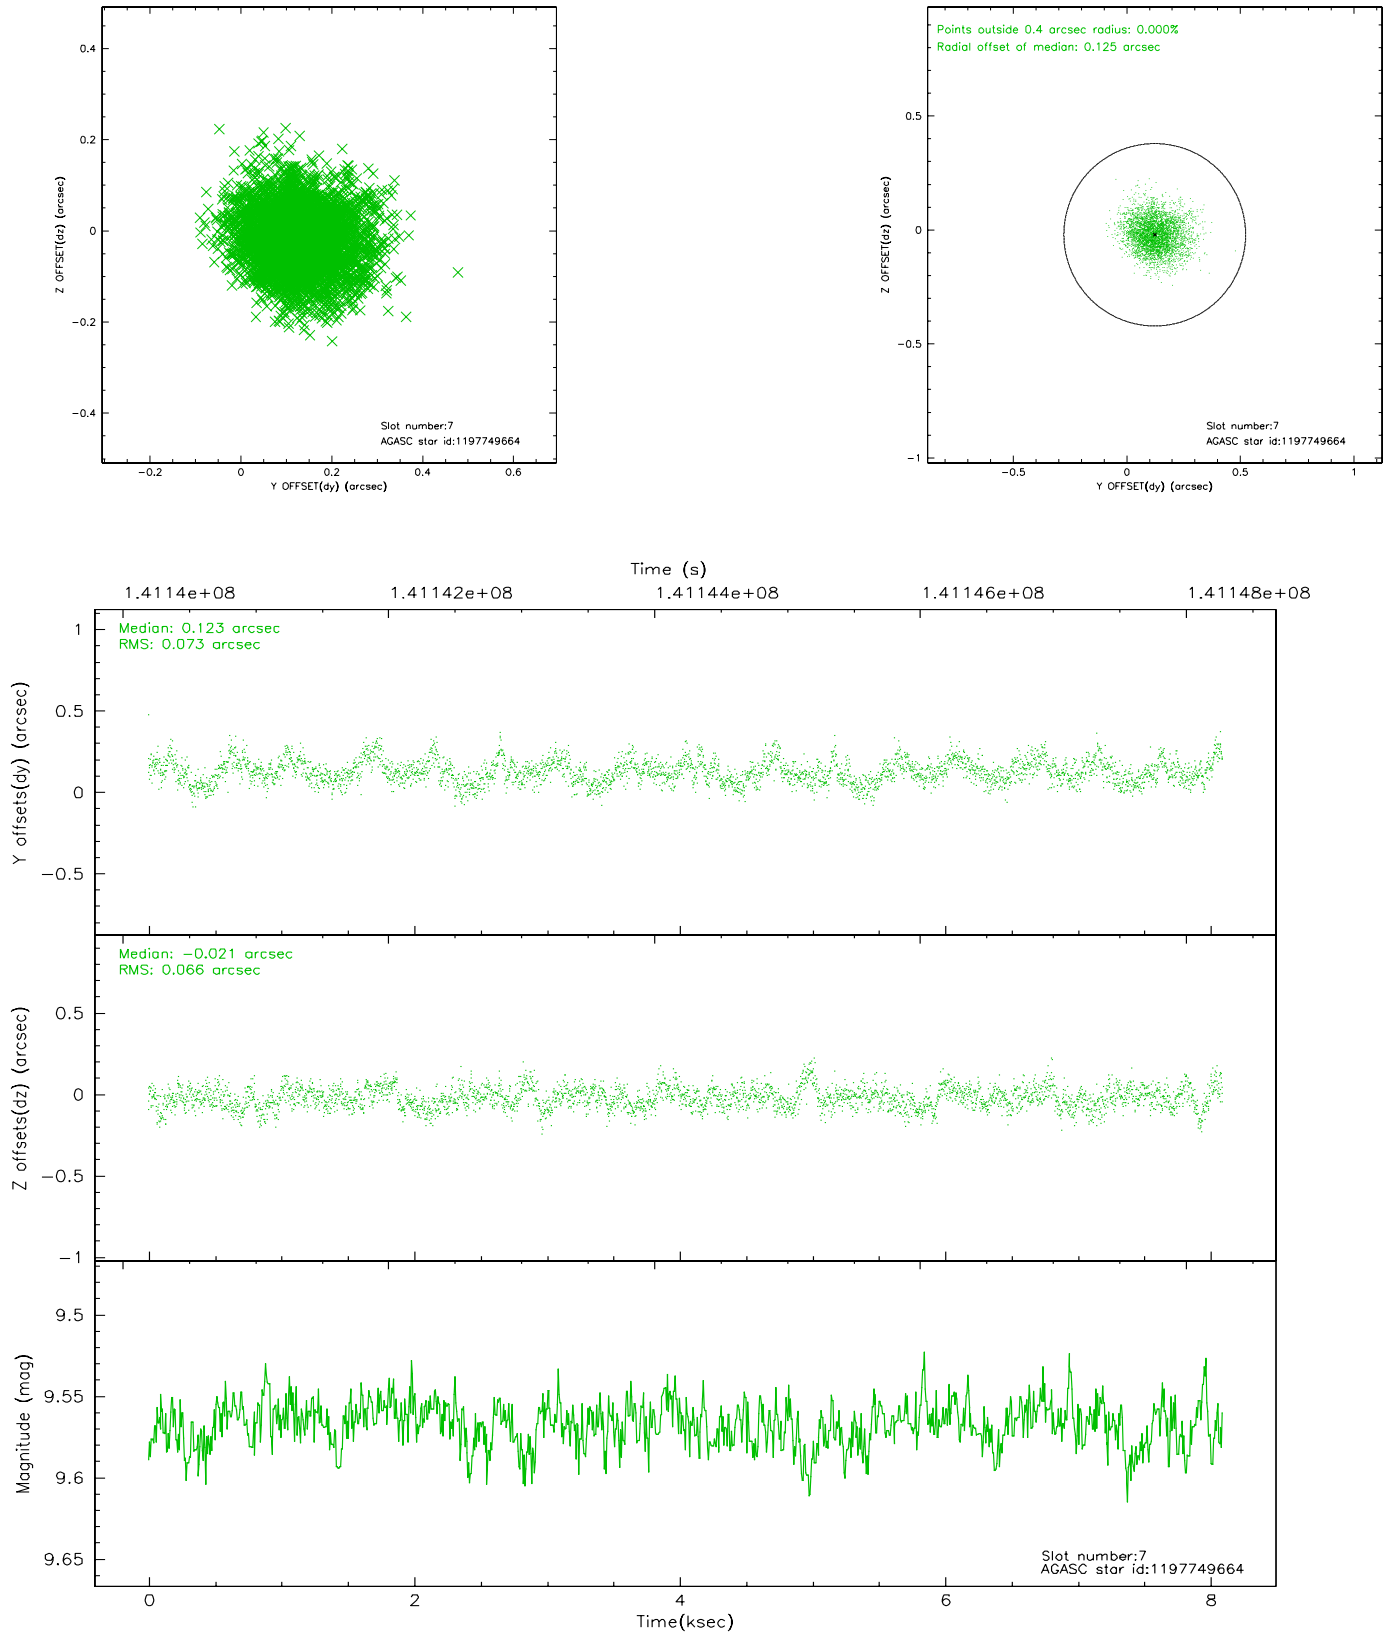 0.4
0.2
0
−0.2
−0.4
Z OFFSET(dz) (arcsec)
Slot number:7
AGASC star id:1197749664
−0.2
0
0.2
0.4
0.6
Y OFFSET(dy) (arcsec)
Points outside 0.4 arcsec radius: 0.000%
Radial offset of median: 0.125 arcsec
0.5
0
−0.5
−1
Z OFFSET(dz) (arcsec)
Slot number:7
AGASC star id:1197749664
−0.5
0
0.5
1
Y OFFSET(dy) (arcsec)
Time (s)
1.4114e+08
1.41142e+08
1.41144e+08
1.41146e+08
1.41148e+08
Median: 0.123 arcsec
RMS: 0.073 arcsec
1
0.5
0
−0.5
Y offsets(dy) (arcsec)
Median: −0.021 arcsec
RMS: 0.066 arcsec
0.5
0
−0.5
−1
Z offsets(dz) (arcsec)
9.5
9.55
9.6
9.65
Magnitude (mag)
Slot number:7
AGASC star id:1197749664
0
2
4
6
8
Time(ksec)